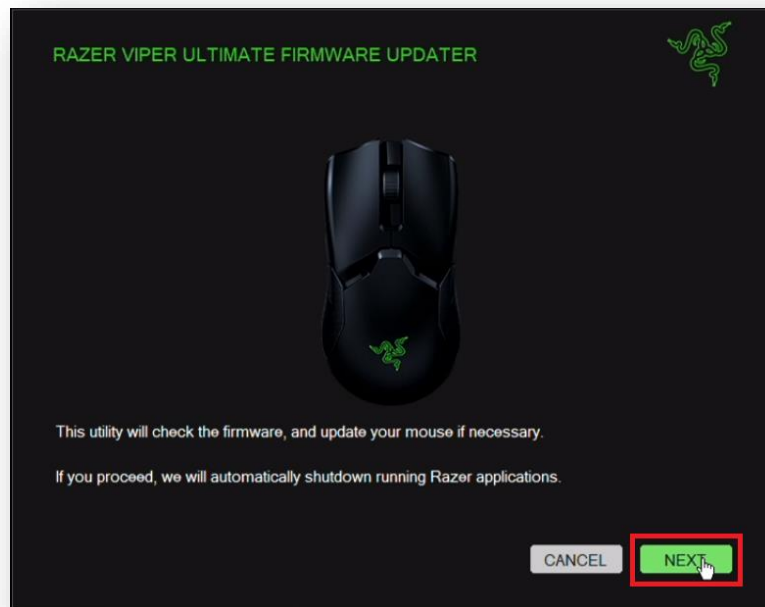 RAZER VIPER ULTIMATE FIRMWARE UPDATER
This utility will check the firmware, and update your mouse if necessary.
If you proceed, we will automatically shutdown running Razer applications.
CANCEL
NEXT